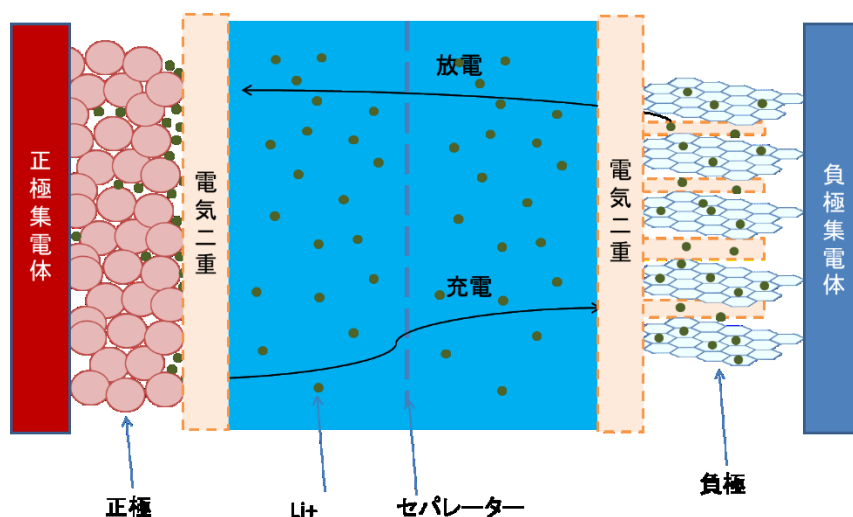 放電
正極集電体
電気二重
電気二重
負極集電体
充電
正極
Li+
セパレーター
負極